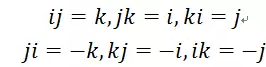 ij = k, jk = i, ki = j
ji = −k, kj = −i, ik = −j